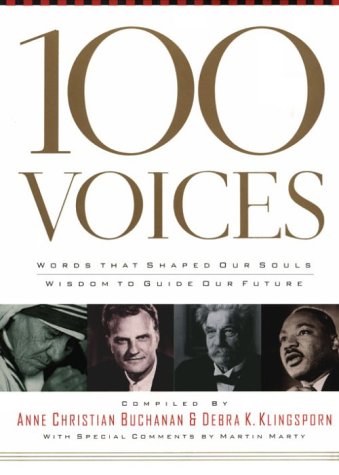 100
VOICES
WORDS THAT SHAPED OUR SOULS
WISDOM TO GUIDE OUR FUTURE
COMPILED BY
ANNE CHRISTIAN BUCHANAN & DEBRA K. KLINGSPORN
WITH SPECIAL COMMENTS BY MARTIN MARTY